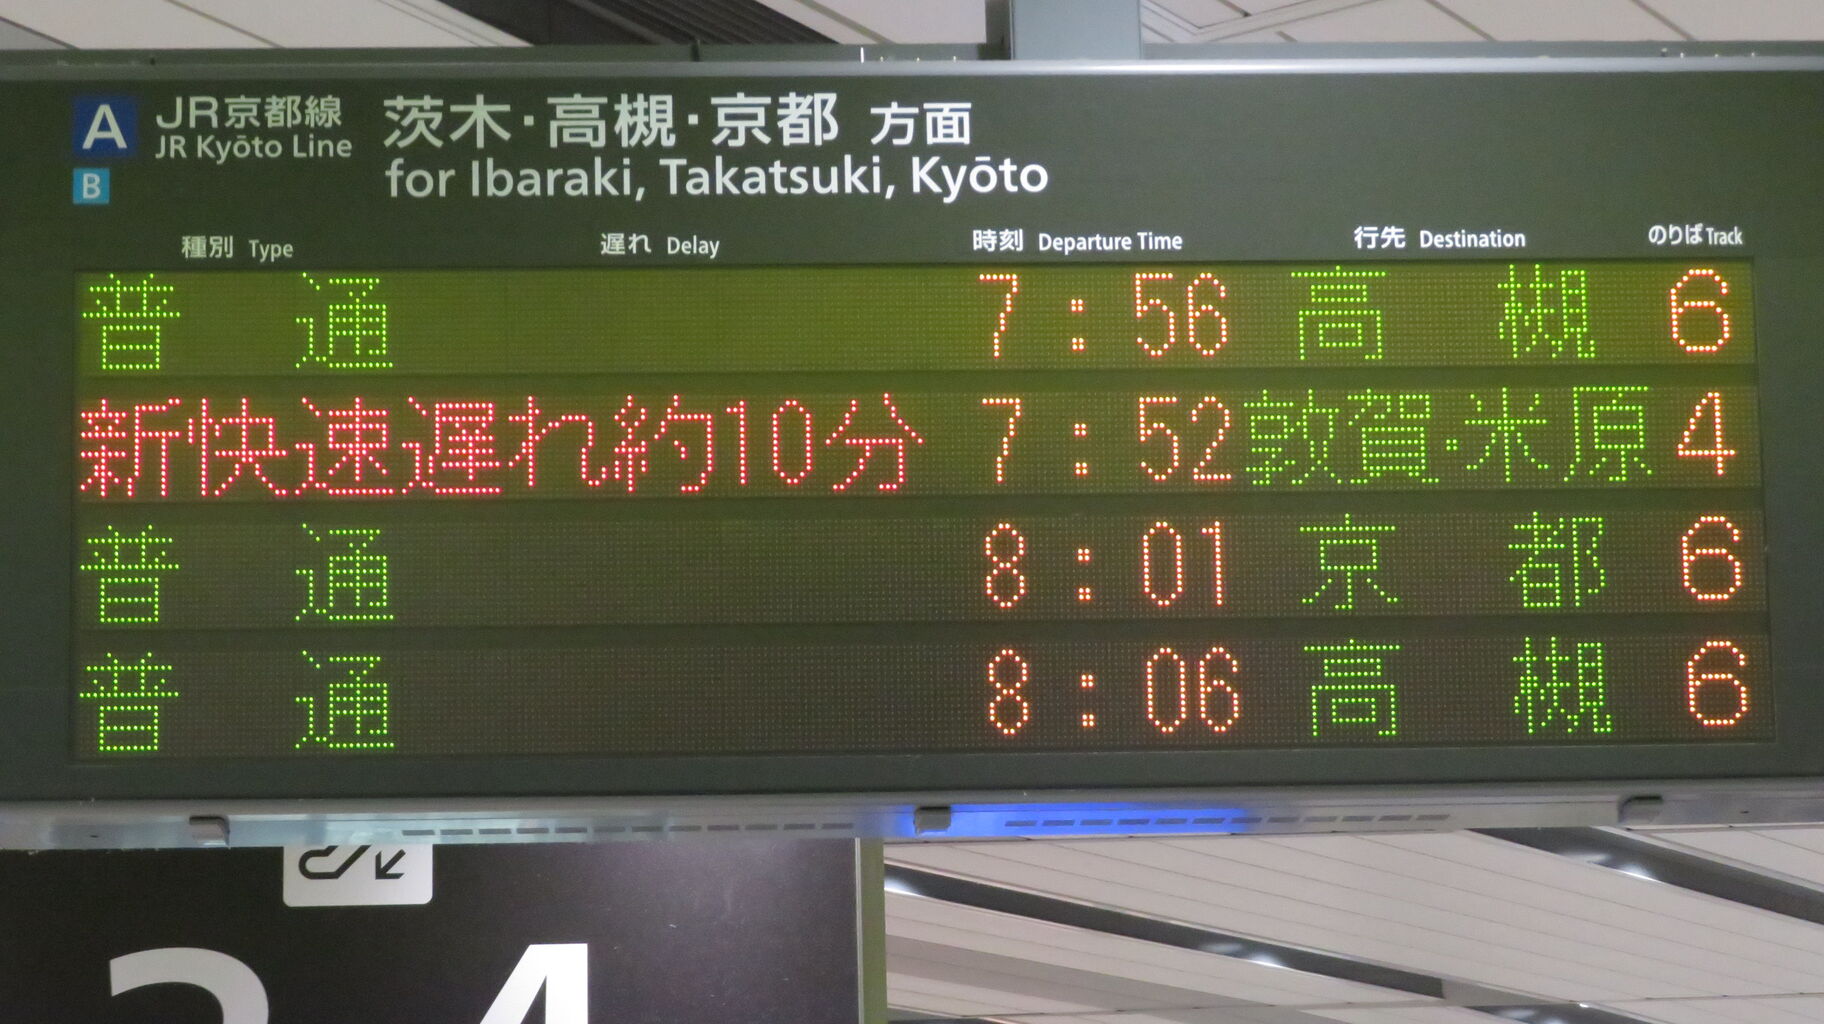 A JR京都線 茨木・高槻・京都 方面
B JR Kyōto Line for Ibaraki, Takatsuki, Kyōto
種別 Type 遅れ Delay 時刻 Departure Time 行先 Destination のりば Track
普通 7:56 高槻 6
新快速遅れ約10分 7:52 敦賀・米原 4
普通 8:01 京都 6
普通 8:06 高槻 6
4